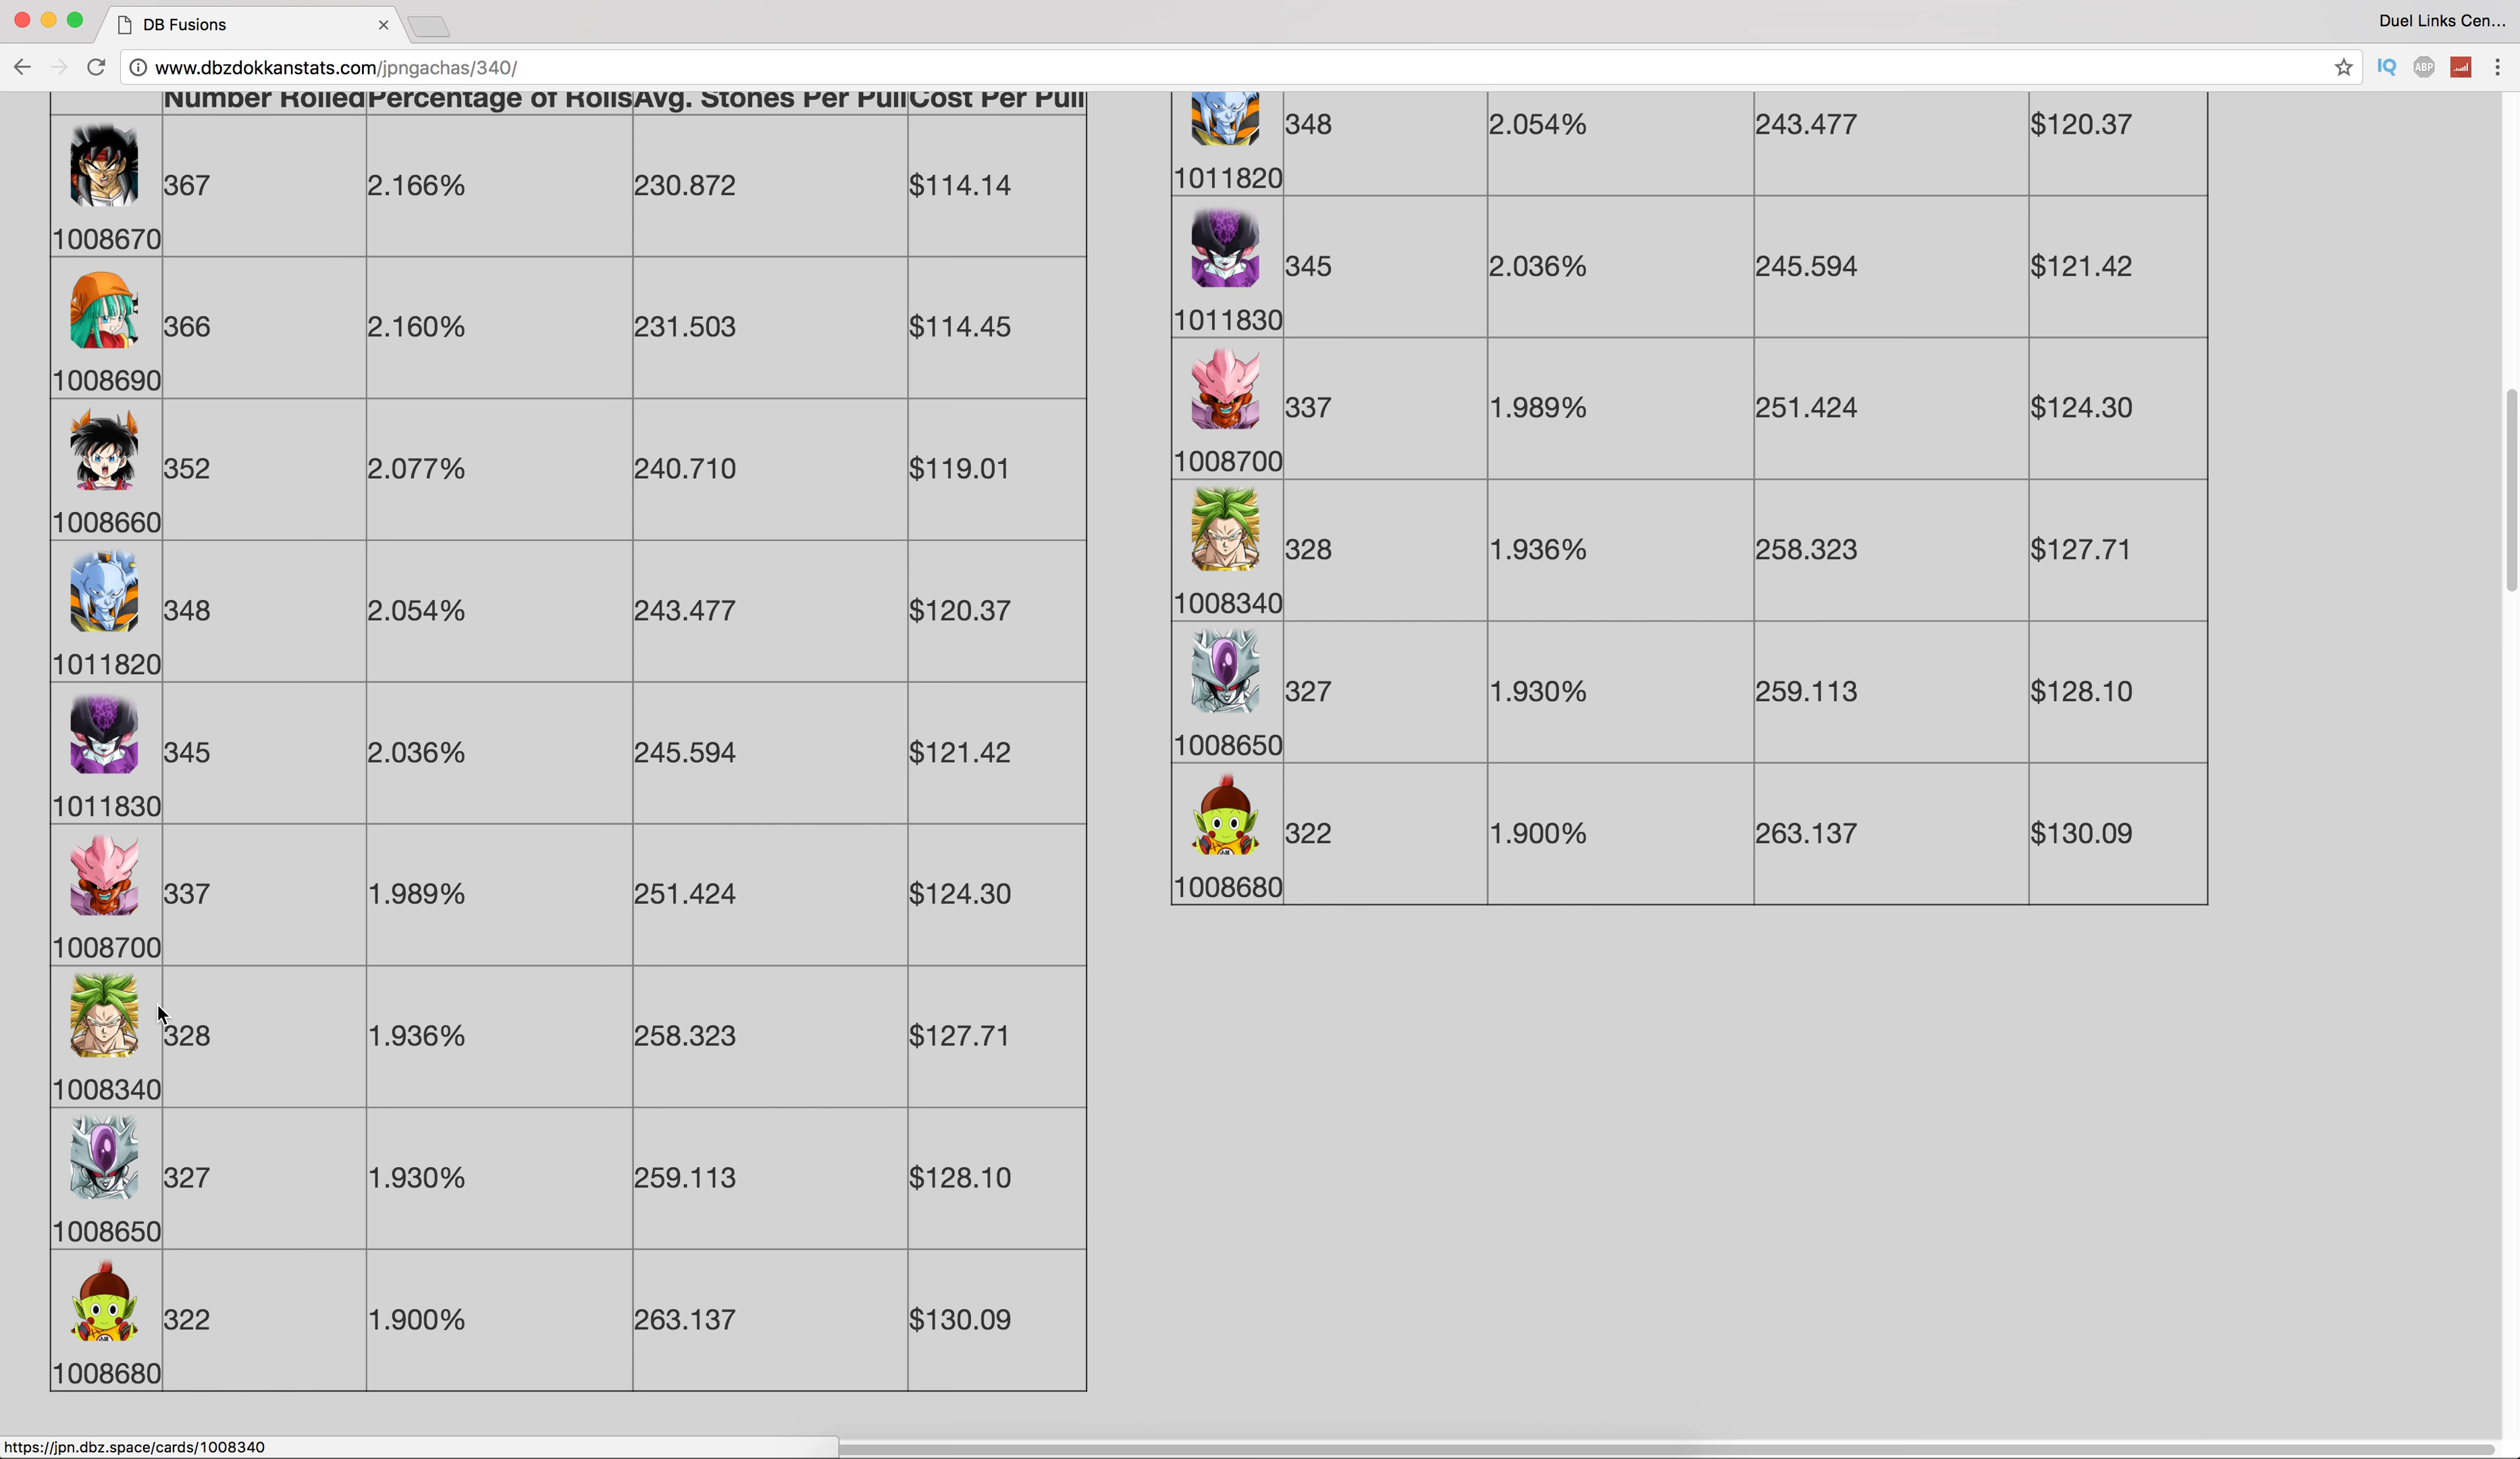 DB Fusions
Duel Links Cen...
www.dbzdokkanstats.com/jpngachas/340/
IQ
ABP
Number Rolled Percentage of Rolls Avg. Stones Per Pull Cost Per Pull
367 2.166% 230.872 $114.14
1008670
366 2.160% 231.503 $114.45
1008690
352 2.077% 240.710 $119.01
1008660
348 2.054% 243.477 $120.37
1011820
345 2.036% 245.594 $121.42
1011830
337 1.989% 251.424 $124.30
1008700
328 1.936% 258.323 $127.71
1008340
327 1.930% 259.113 $128.10
1008650
322 1.900% 263.137 $130.09
1008680
348 2.054% 243.477 $120.37
1011820
345 2.036% 245.594 $121.42
1011830
337 1.989% 251.424 $124.30
1008700
328 1.936% 258.323 $127.71
1008340
327 1.930% 259.113 $128.10
1008650
322 1.900% 263.137 $130.09
1008680
https://jpn.dbz.space/cards/1008340